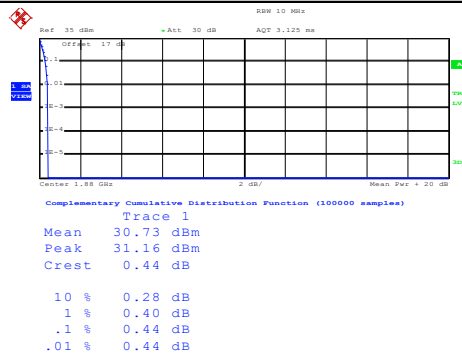 RBW 10 MHz
Ref 35 dBm Att 30 dB AQT 3.125 ms
Offset 17 dB
0.1
0.01
1E-3
1E-4
1E-5
1 SA
VIEW
A
LV
Center 1.88 GHz 2 dB/ Mean Pwr + 20 dB
Complementary Cumulative Distribution Function (100000 samples)
Trace 1
Mean 30.73 dBm
Peak 31.16 dBm
Crest 0.44 dB
10 % 0.28 dB
1 % 0.40 dB
.1 % 0.44 dB
.01 % 0.44 dB